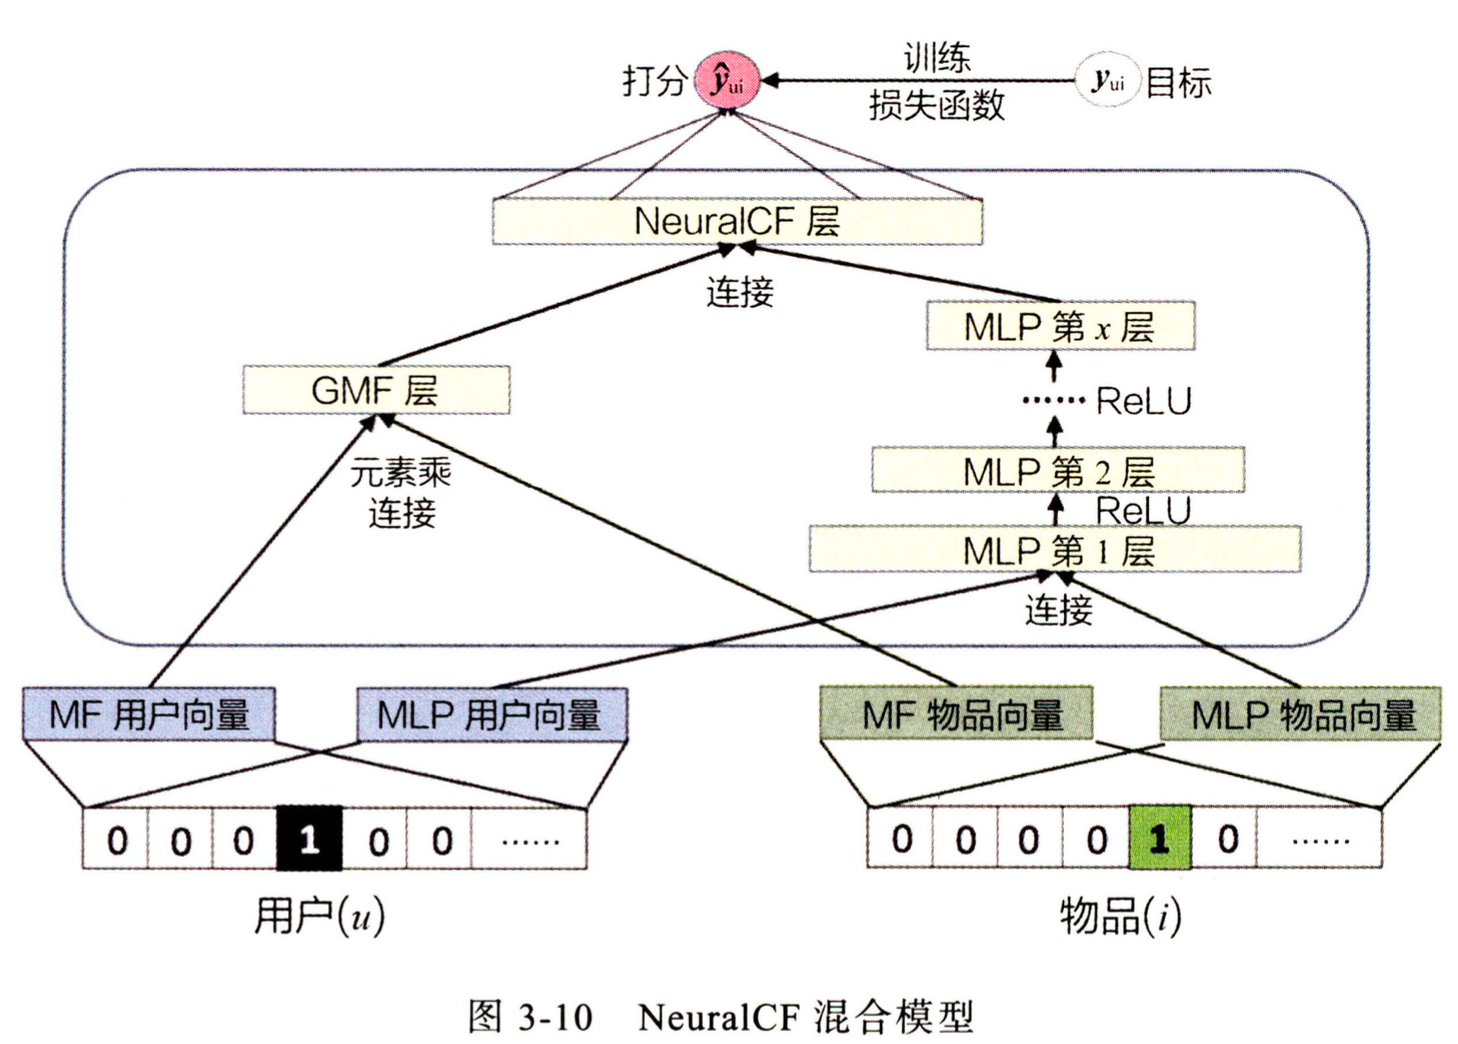 打分 ŷui 训练 yui 目标
损失函数
NeuralCF 层
连接
MLP 第 x 层
GMF 层
······ ReLU
元素乘
连接
MLP 第 2 层
ReLU
MLP 第 1 层
连接
MF 用户向量 MLP 用户向量 MF 物品向量 MLP 物品向量
0 0 0 1 0 0 ······ 0 0 0 0 1 0 ······
用户(u) 物品(i)
图 3-10 NeuralCF 混合模型